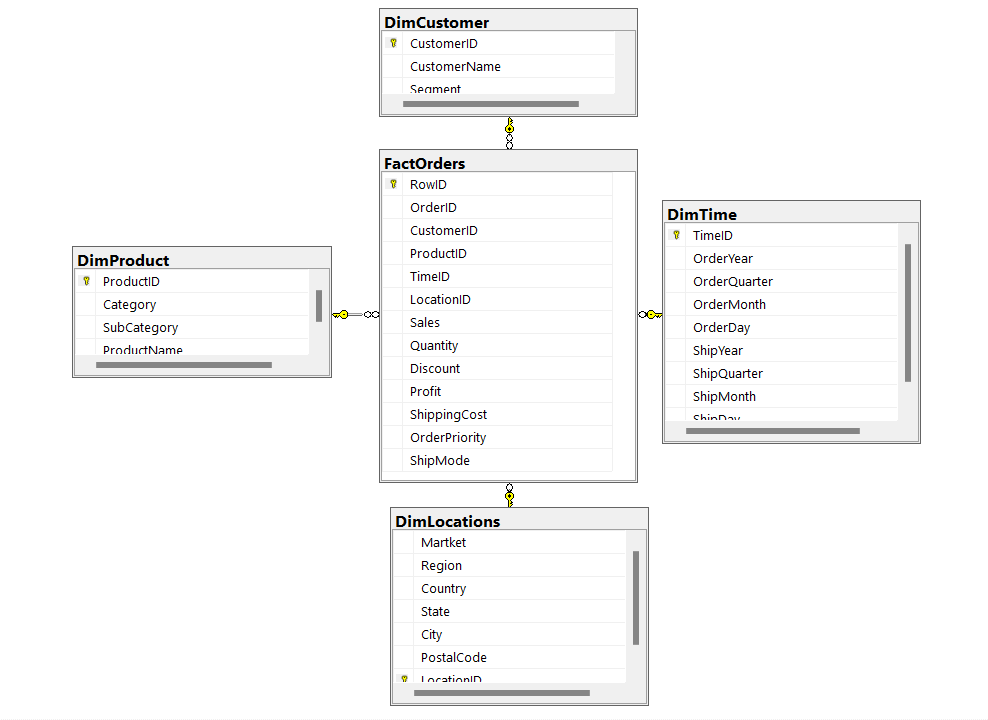 DimCustomer
CustomerID
CustomerName
Segment
FactOrders
RowID
OrderID
CustomerID
ProductID
TimeID
LocationID
Sales
Quantity
Discount
Profit
ShippingCost
OrderPriority
ShipMode
DimProduct
ProductID
Category
SubCategory
ProductName
DimTime
TimeID
OrderYear
OrderQuarter
OrderMonth
OrderDay
ShipYear
ShipQuarter
ShipMonth
ShipDay
DimLocations
Martket
Region
Country
State
City
PostalCode
LocationID